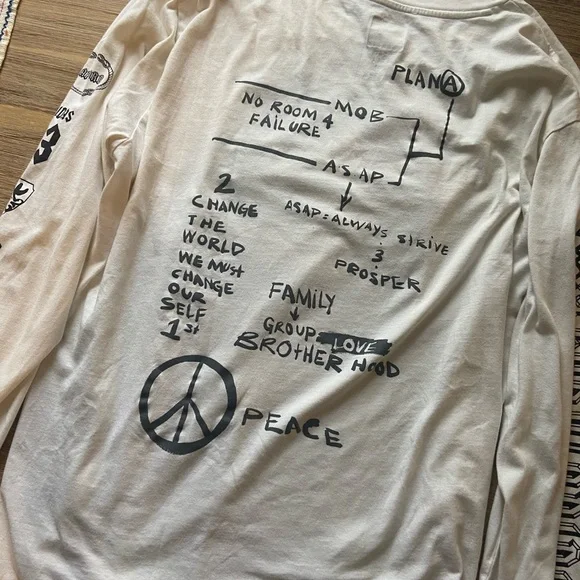 PLAN A
MOB
NO ROOM 4
FAILURE
ASAP
ASAP = ALWAYS STRIVE
&
PROSPER
2
CHANGE
THE
WORLD
WE MUST
CHANGE
OUR
SELF
1st
FAMILY
GROUP LOVE
BROTHER HOOD
PEACE